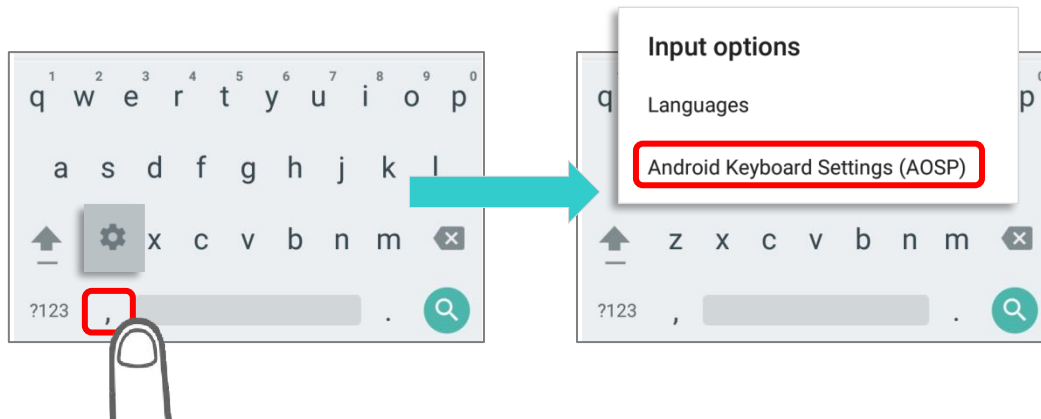 1 2 3 4 5 6 7 8 9 0
q w e r t y u i o p
a s d f g h j k l
x c v b n m
?123 , .
Input options
Languages
Android Keyboard Settings (AOSP)
q p
z x c v b n m
?123 , .